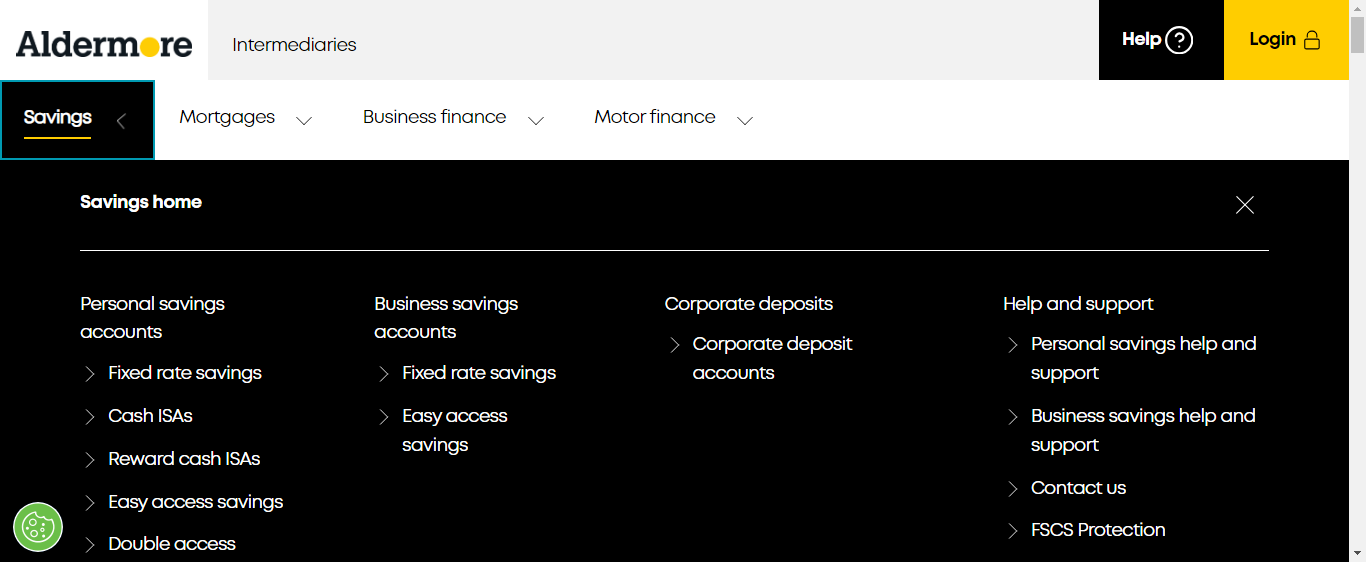 Aldermore
Intermediaries
Help
Login
Savings
Mortgages
Business finance
Motor finance
Savings home
Personal savings
accounts
Fixed rate savings
Cash ISAs
Reward cash ISAs
Easy access savings
Double access
Business savings
accounts
Fixed rate savings
Easy access
savings
Corporate deposits
Corporate deposit
accounts
Help and support
Personal savings help and
support
Business savings help and
support
Contact us
FSCS Protection